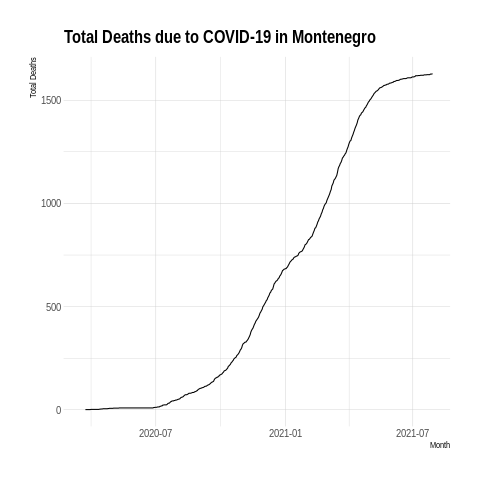 Total Deaths due to COVID-19 in Montenegro
Total Deaths
1500
1000
500
0
2020-07
2021-01
2021-07
Month